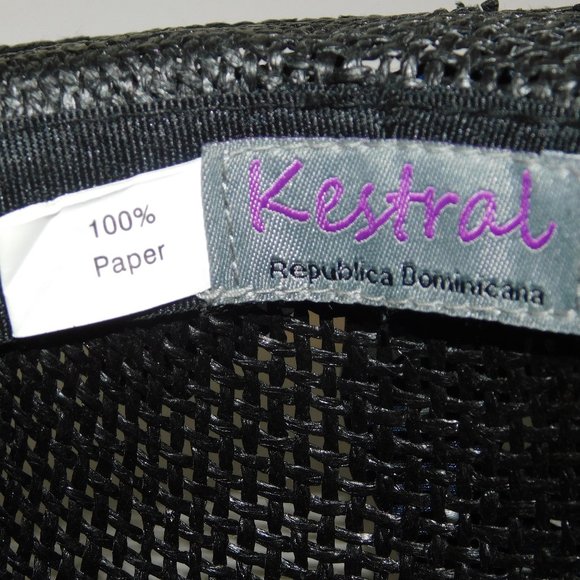 100%
Paper
Kestral
Republica Dominicana